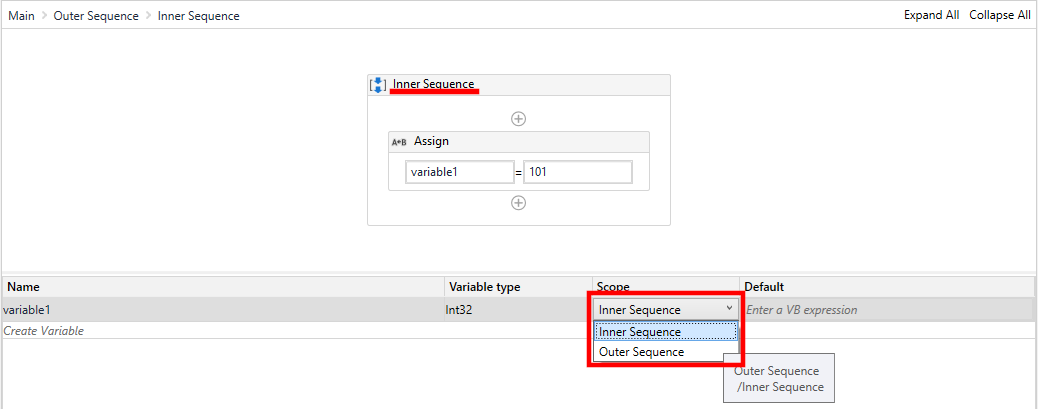 Main > Outer Sequence > Inner Sequence
Expand All Collapse All
Inner Sequence
A+B Assign
variable1 = 101
Name Variable type Scope Default
variable1 Int32 Inner Sequence Enter a VB expression
Create Variable
Inner Sequence
Outer Sequence
Outer Sequence
/Inner Sequence